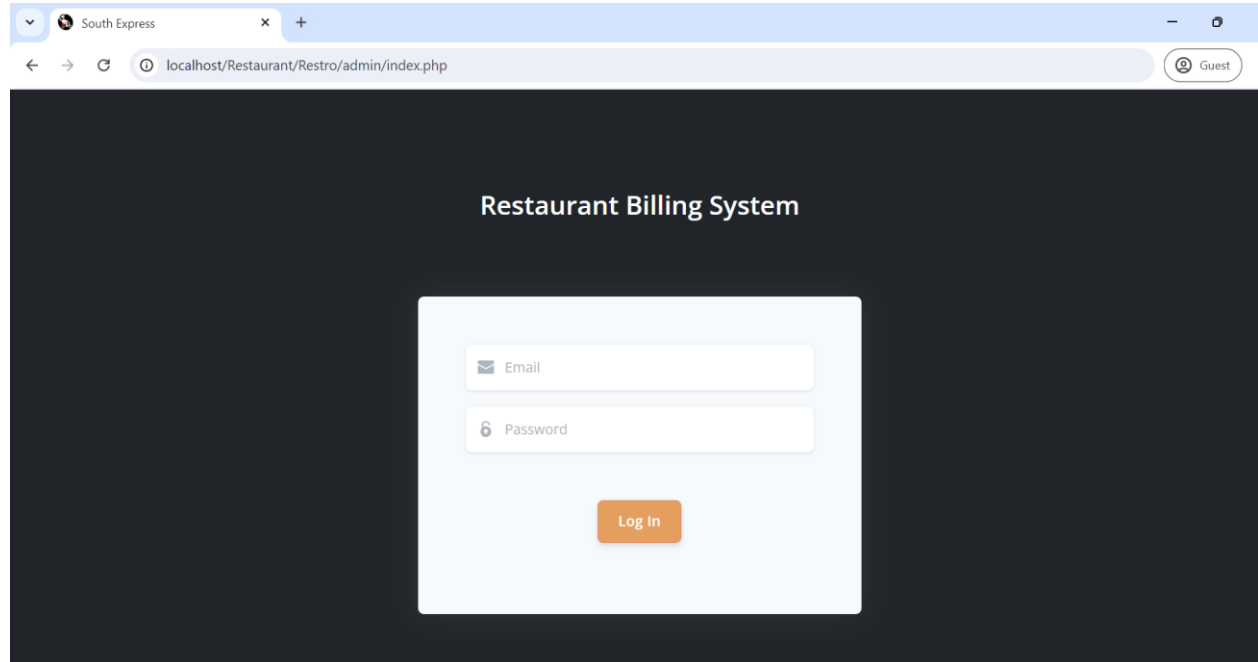 South Express
localhost/Restaurant/Restro/admin/index.php
Guest
Restaurant Billing System
Email
Password
Log In